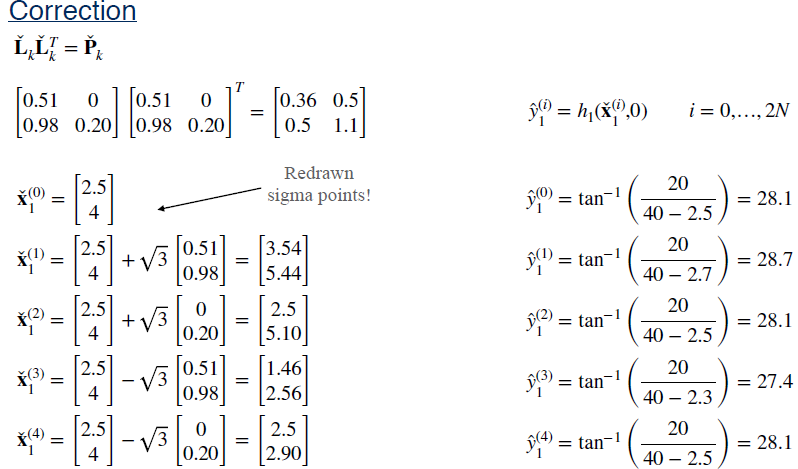 Correction
Ľ_k Ľ_k^T = P̌_k
[0.51 0; 0.98 0.20] [0.51 0; 0.98 0.20]^T = [0.36 0.5; 0.5 1.1]
ŷ_1^(i) = h_1(x̌_1^(i),0) i = 0,…, 2N
Redrawn
sigma points!
x̌_1^(0) = [2.5; 4]
ŷ_1^(0) = tan^−1 (20 / (40 − 2.5)) = 28.1
x̌_1^(1) = [2.5; 4] + √3 [0.51; 0.98] = [3.54; 5.44]
ŷ_1^(1) = tan^−1 (20 / (40 − 2.7)) = 28.7
x̌_1^(2) = [2.5; 4] + √3 [0; 0.20] = [2.5; 5.10]
ŷ_1^(2) = tan^−1 (20 / (40 − 2.5)) = 28.1
x̌_1^(3) = [2.5; 4] − √3 [0.51; 0.98] = [1.46; 2.56]
ŷ_1^(3) = tan^−1 (20 / (40 − 2.3)) = 27.4
x̌_1^(4) = [2.5; 4] − √3 [0; 0.20] = [2.5; 2.90]
ŷ_1^(4) = tan^−1 (20 / (40 − 2.5)) = 28.1